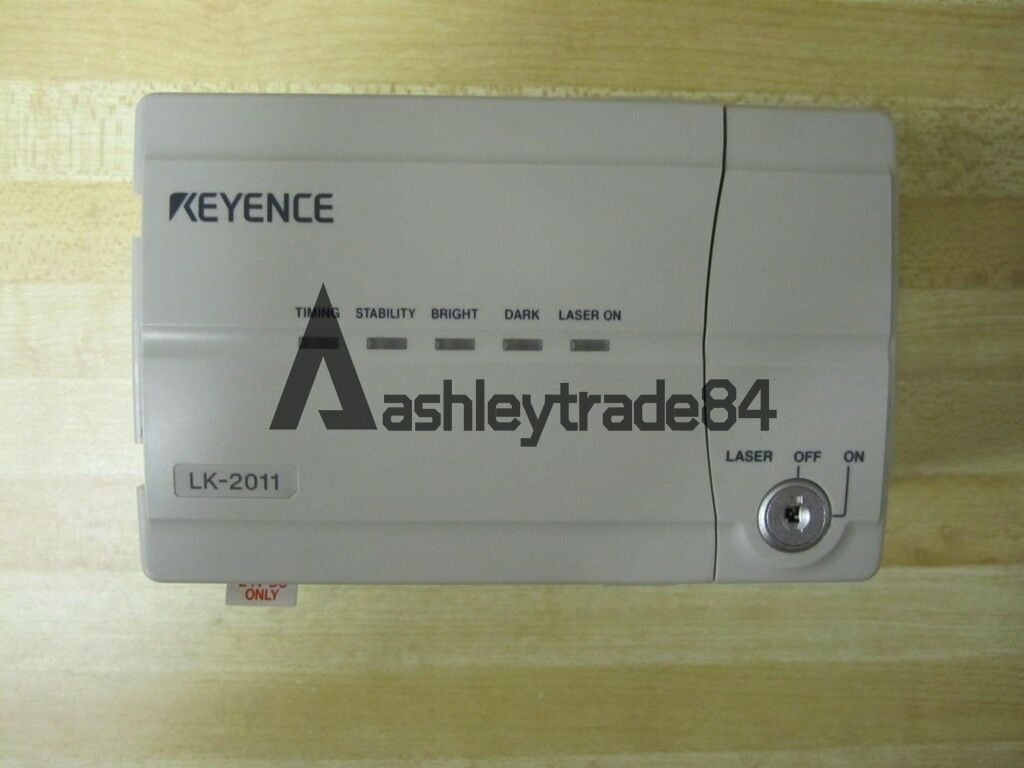 KEYENCE
TIMING STABILITY BRIGHT DARK LASER ON
ashleytrade84
LASER OFF ON
LK-2011
ONLY